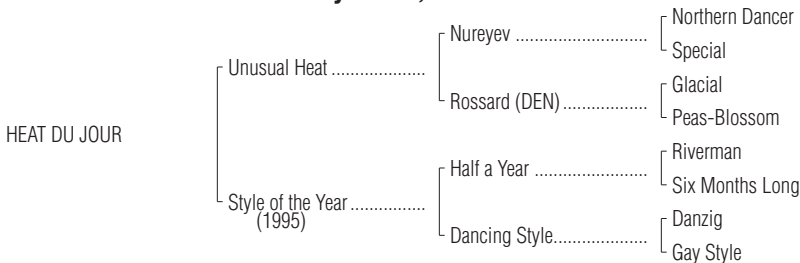 Northern Dancer
Nureyev ..............................
Special
Unusual Heat ....................
Glacial
Rossard (DEN) ...................
Peas-Blossom
HEAT DU JOUR
Riverman
Half a Year .........................
Six Months Long
Style of the Year ................
(1995)
Danzig
Dancing Style.....................
Gay Style